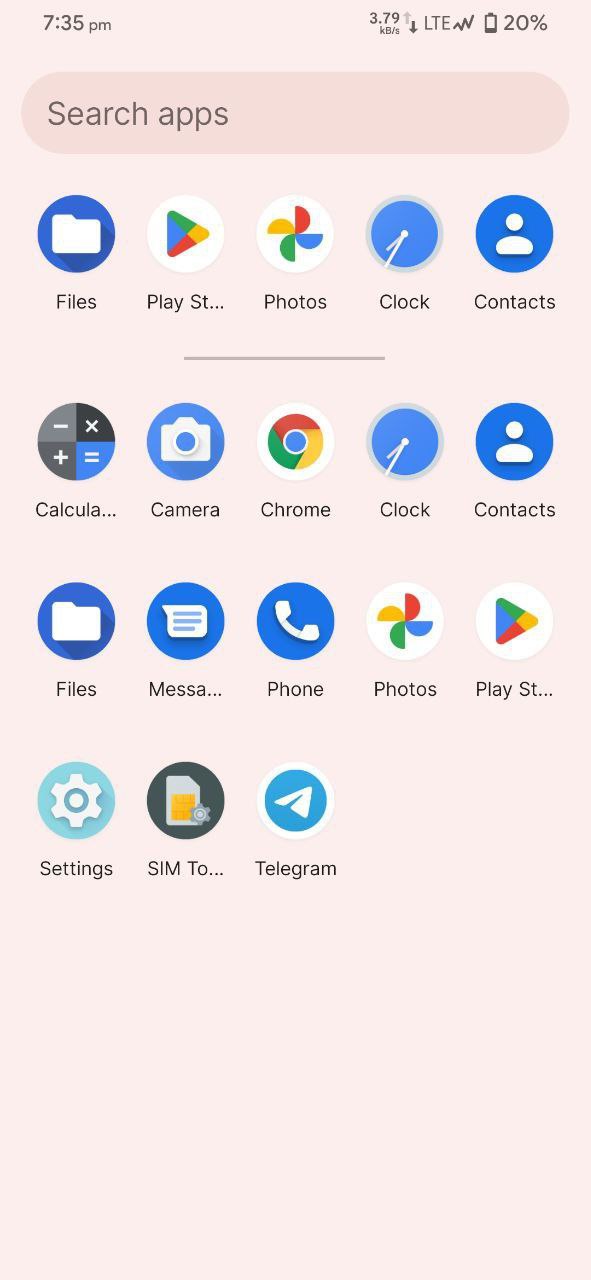 7:35 pm 3.79 kB/s LTE 20%
Search apps
Files Play St... Photos Clock Contacts
Calcula... Camera Chrome Clock Contacts
Files Messa... Phone Photos Play St...
Settings SIM To... Telegram